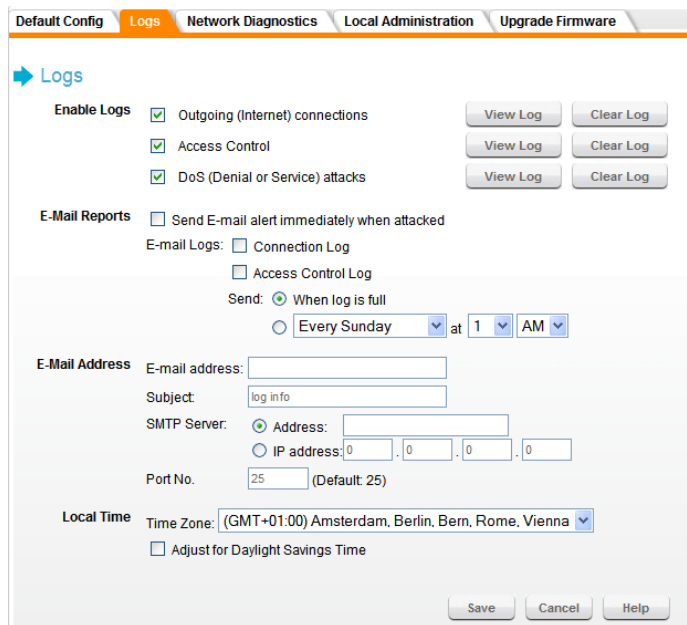 Default Config Logs Network Diagnostics Local Administration Upgrade Firmware
Logs
Enable Logs Outgoing (Internet) connections View Log Clear Log
Access Control View Log Clear Log
DoS (Denial or Service) attacks View Log Clear Log
E-Mail Reports Send E-mail alert immediately when attacked
E-mail Logs: Connection Log
Access Control Log
Send: When log is full
Every Sunday at 1 AM
E-Mail Address E-mail address:
Subject: log info
SMTP Server: Address:
IP address: 0 . 0 . 0 . 0
Port No. 25 (Default: 25)
Local Time Time Zone: (GMT+01:00) Amsterdam, Berlin, Bern, Rome, Vienna
Adjust for Daylight Savings Time
Save Cancel Help